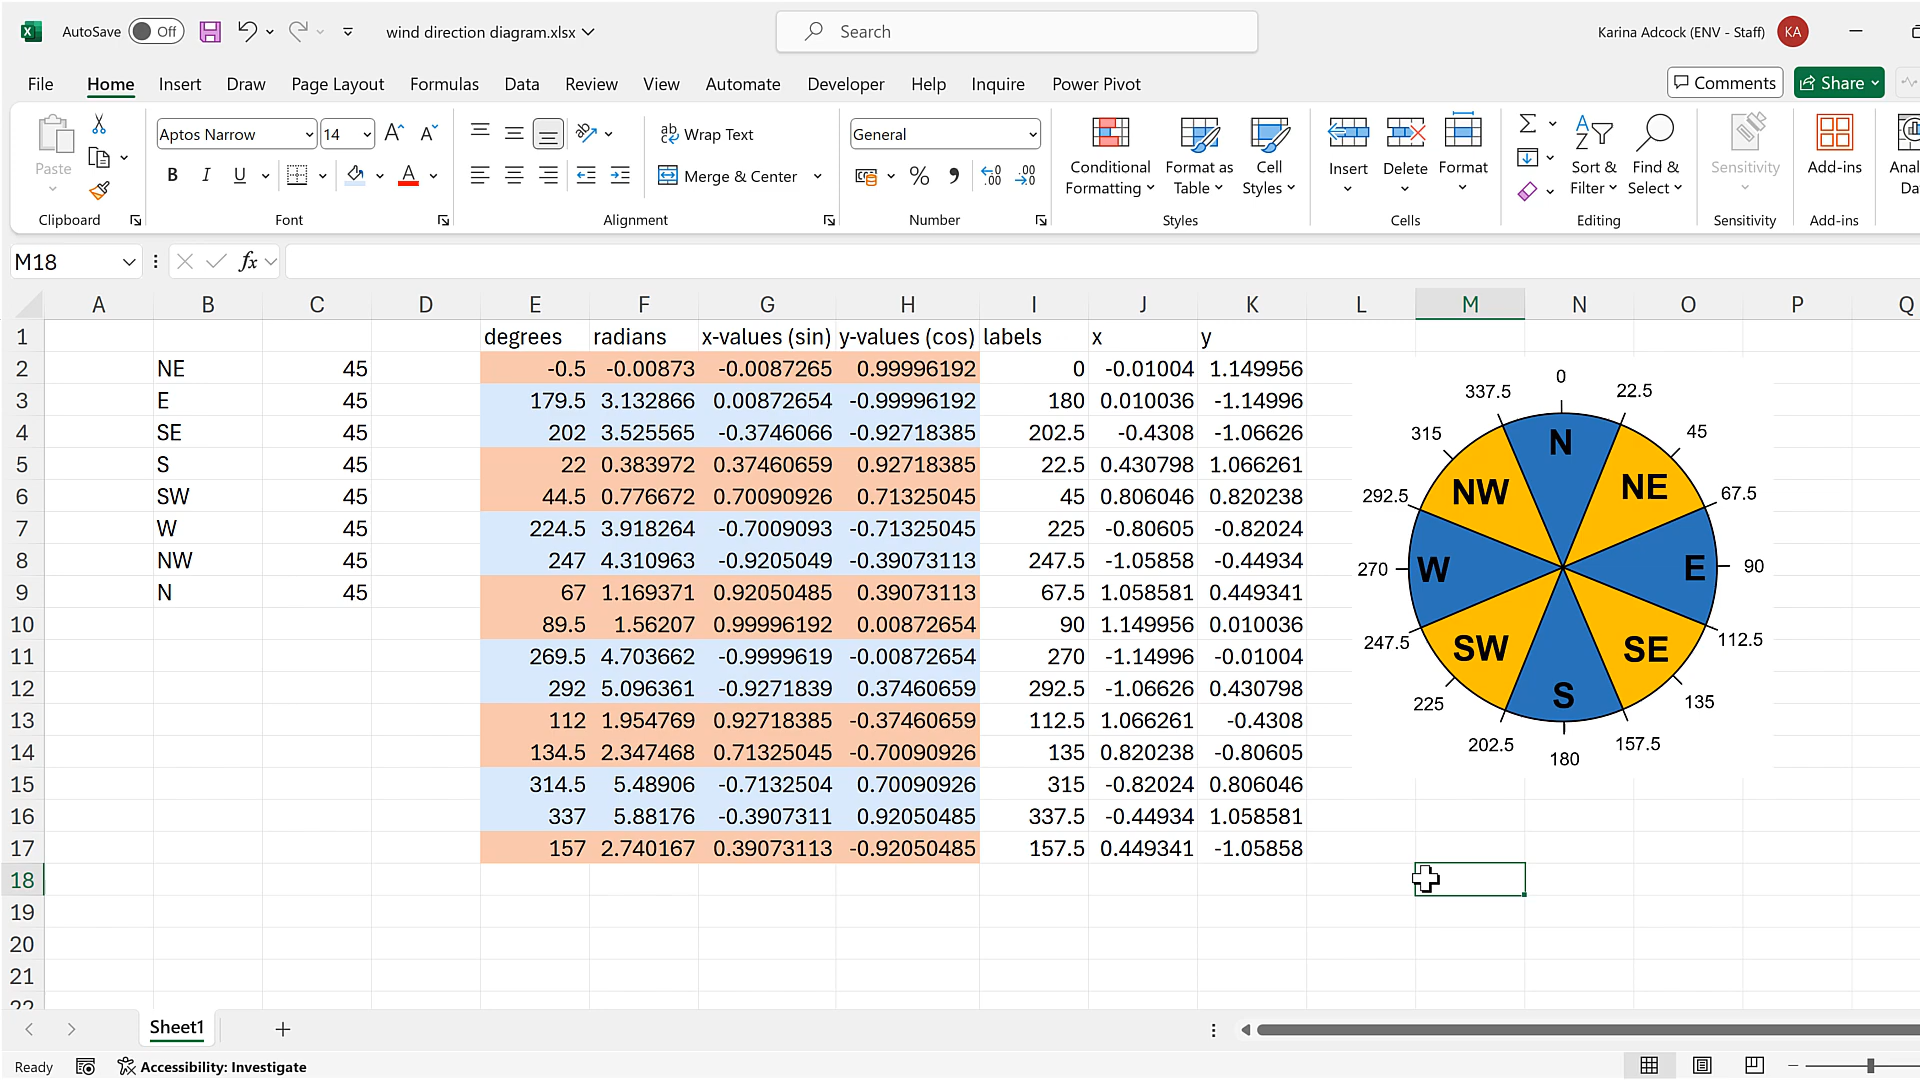 AutoSave Off wind direction diagram.xlsx Search Karina Adcock (ENV - Staff) KA
File Home Insert Draw Page Layout Formulas Data Review View Automate Developer Help Inquire Power Pivot Comments Share
Paste Aptos Narrow 14 A A ab Wrap Text General Conditional Formatting Format as Table Cell Styles Insert Delete Format Sort & Filter Find & Select Sensitivity Add-ins
B I U A Merge & Center %
Clipboard Font Alignment Number Styles Cells Editing Sensitivity Add-ins
M18 fx
A B C D E F G H I J K L M N O P Q
1 degrees radians x-values (sin) y-values (cos) labels x y
2 NE 45 -0.5 -0.00873 -0.0087265 0.99996192 0 -0.01004 1.149956
3 E 45 179.5 3.132866 0.00872654 -0.99996192 180 0.010036 -1.14996
4 SE 45 202 3.525565 -0.3746066 -0.92718385 202.5 -0.4308 -1.06626
5 S 45 22 0.383972 0.37460659 0.92718385 22.5 0.430798 1.066261
6 SW 45 44.5 0.776672 0.70090926 0.71325045 45 0.806046 0.820238
7 W 45 224.5 3.918264 -0.7009093 -0.71325045 225 -0.80605 -0.82024
8 NW 45 247 4.310963 -0.9205049 -0.39073113 247.5 -1.05858 -0.44934
9 N 45 67 1.169371 0.92050485 0.39073113 67.5 1.058581 0.449341
10 89.5 1.56207 0.99996192 0.00872654 90 1.149956 0.010036
11 269.5 4.703662 -0.9999619 -0.00872654 270 -1.14996 -0.01004
12 292 5.096361 -0.9271839 0.37460659 292.5 -1.06626 0.430798
13 112 1.954769 0.92718385 -0.37460659 112.5 1.066261 -0.4308
14 134.5 2.347468 0.71325045 -0.70090926 135 0.820238 -0.80605
15 314.5 5.48906 -0.7132504 0.70090926 315 -0.82024 0.806046
16 337 5.88176 -0.3907311 0.92050485 337.5 -0.44934 1.058581
17 157 2.740167 0.39073113 -0.92050485 157.5 0.449341 -1.05858
18
19
20
21
0
337.5 22.5
315 N 45
292.5 NW NE 67.5
270 W E 90
247.5 SW SE 112.5
225 S 135
202.5 157.5
180
Sheet1
Ready Accessibility: Investigate